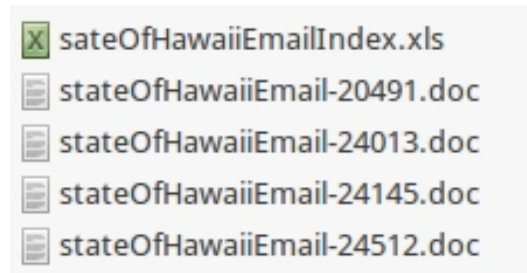 sateOfHawaiiEmailIndex.xls
stateOfHawaiiEmail-20491.doc
stateOfHawaiiEmail-24013.doc
stateOfHawaiiEmail-24145.doc
stateOfHawaiiEmail-24512.doc